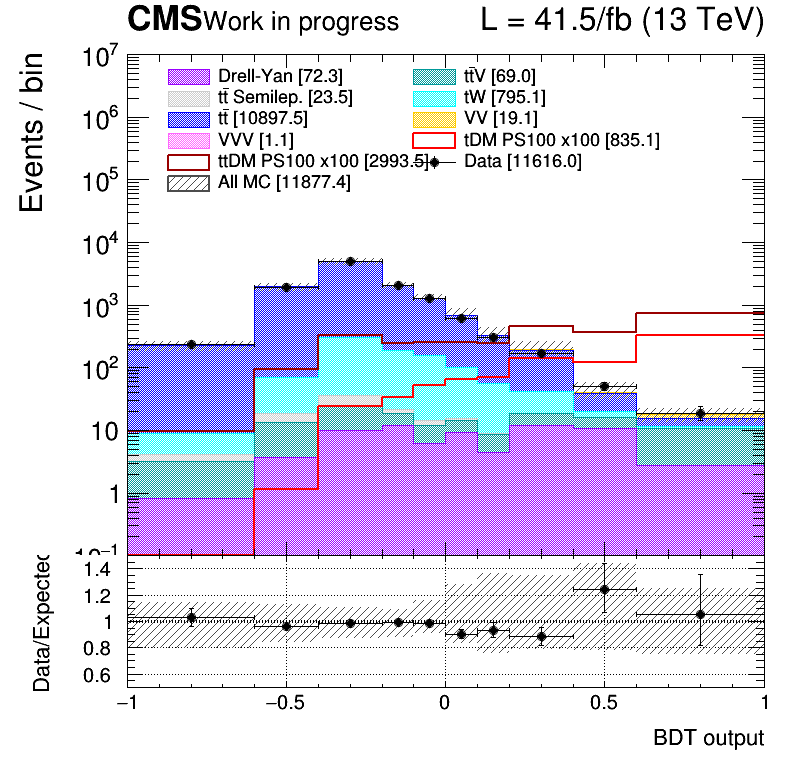 CMS Work in progress L = 41.5/fb (13 TeV)
Events / bin
10⁷
10⁶
10⁵
10⁴
10³
10²
10
1
10⁻¹
Drell-Yan [72.3]
tt̄V [69.0]
tt̄ Semilep. [23.5]
tW [795.1]
tt̄ [10897.5]
VV [19.1]
VVV [1.1]
tDM PS100 x100 [835.1]
ttDM PS100 x100 [2993.5]
Data [11616.0]
All MC [11877.4]
Data/Expected
1.4
1.2
1
0.8
0.6
−1 −0.5 0 0.5 1
BDT output